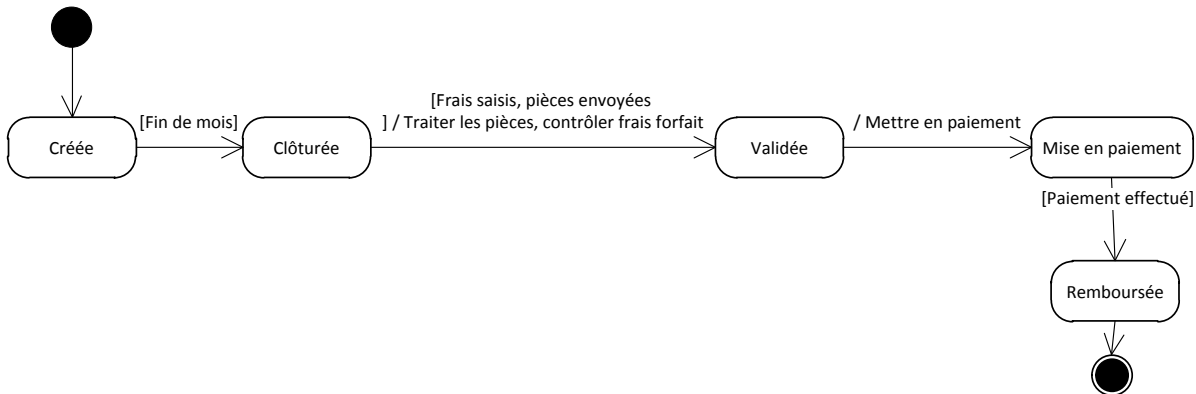 [Frais saisis, pièces envoyées
[Fin de mois]
] / Traiter les pièces, contrôler frais forfait
/ Mettre en paiement
Créée
Clôturée
Validée
Mise en paiement
[Paiement effectué]
Remboursée